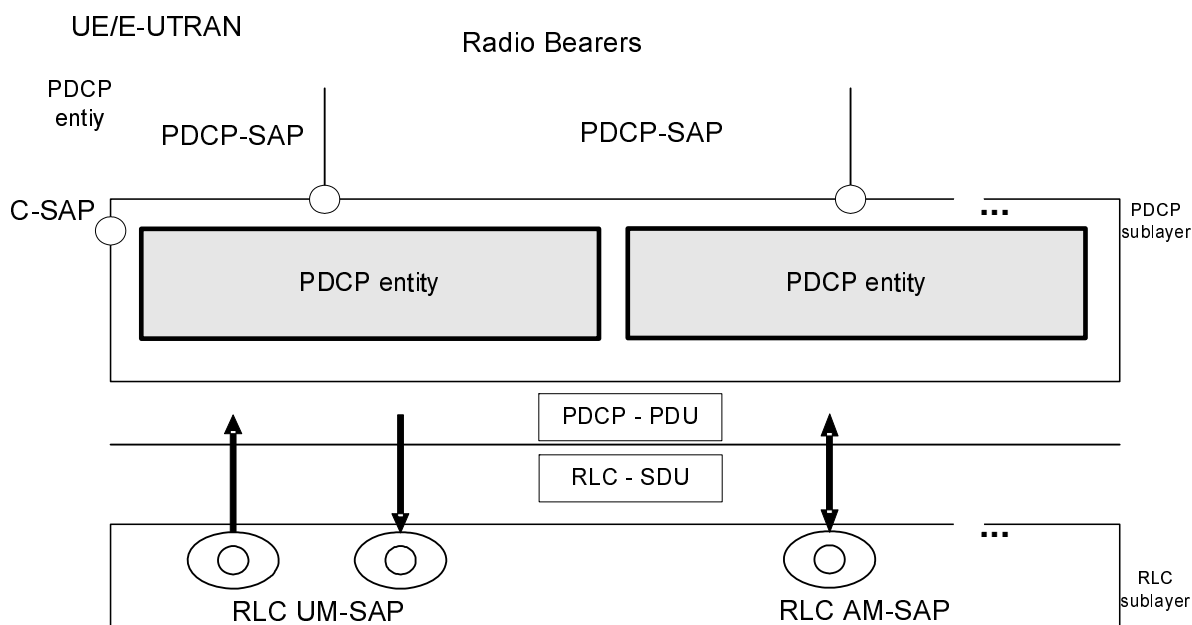 UE/E-UTRAN
Radio Bearers
PDCP
entiy
PDCP-SAP
PDCP-SAP
C-SAP
...
PDCP
sublayer
PDCP entity
PDCP entity
PDCP - PDU
RLC - SDU
...
RLC UM-SAP
RLC AM-SAP
RLC
sublayer